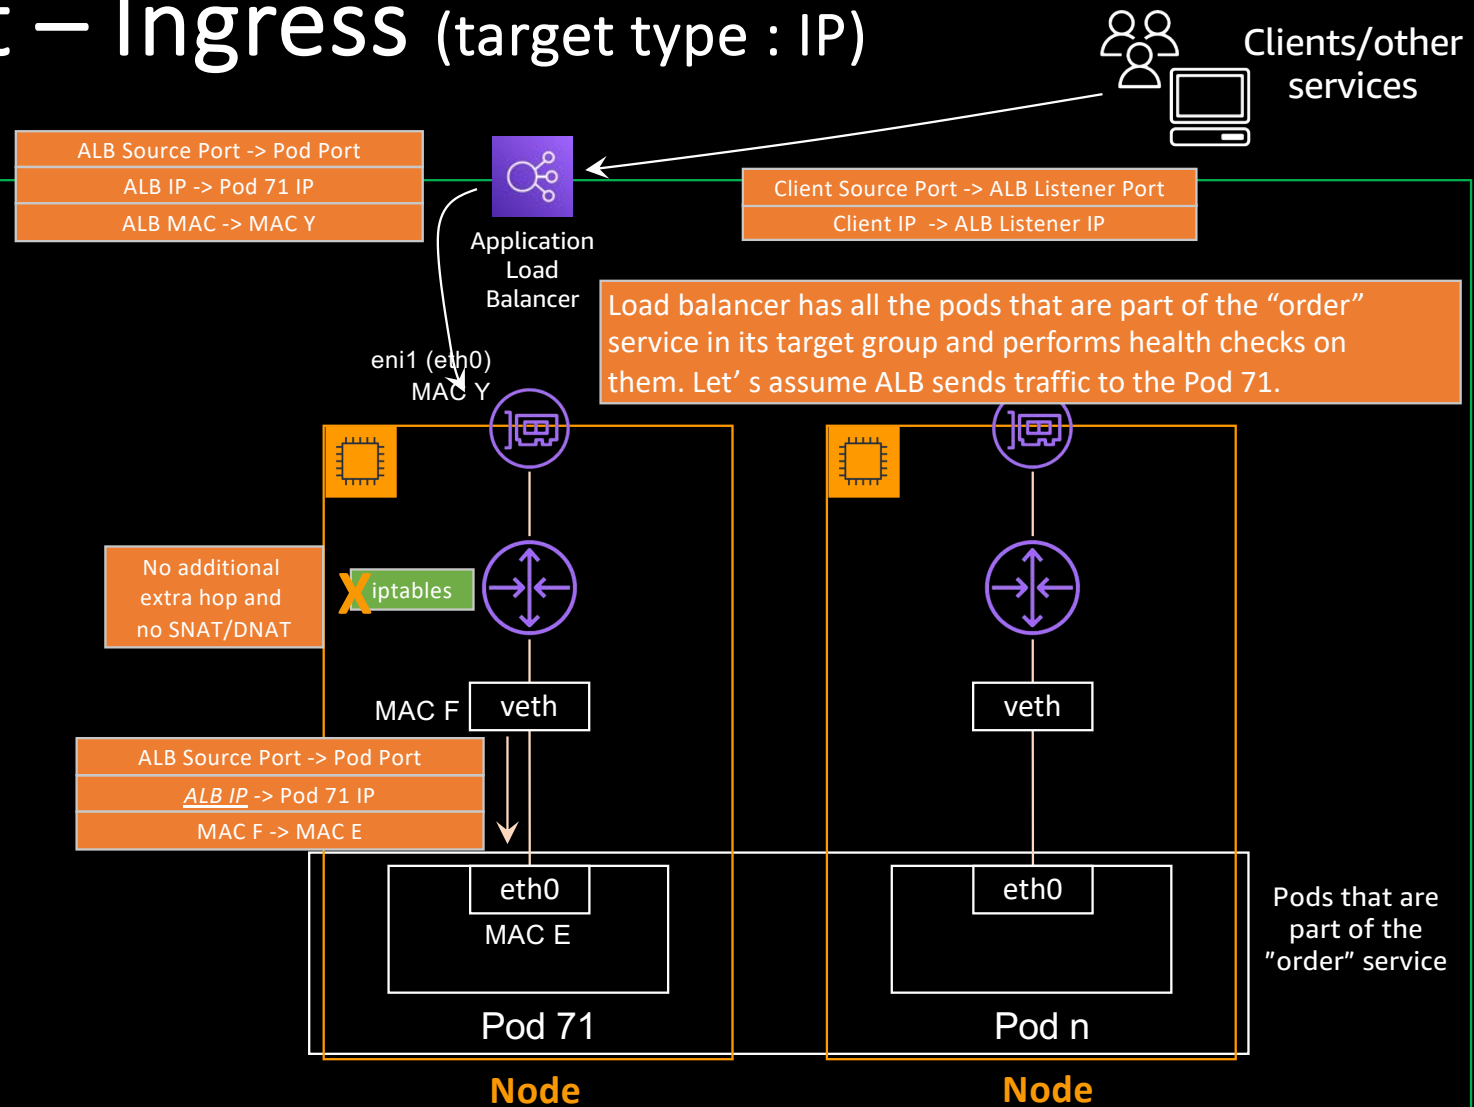 t – Ingress (target type : IP)
Clients/other
services
ALB Source Port -> Pod Port
ALB IP -> Pod 71 IP
ALB MAC -> MAC Y
Client Source Port -> ALB Listener Port
Client IP -> ALB Listener IP
Application
Load
Balancer
Load balancer has all the pods that are part of the “order”
service in its target group and performs health checks on
them. Let’ s assume ALB sends traffic to the Pod 71.
eni1 (eth0)
MAC Y
No additional
extra hop and
no SNAT/DNAT
X iptables
MAC F
veth
veth
ALB Source Port -> Pod Port
ALB IP -> Pod 71 IP
MAC F -> MAC E
eth0
MAC E
eth0
Pods that are
part of the
”order” service
Pod 71
Pod n
Node
Node